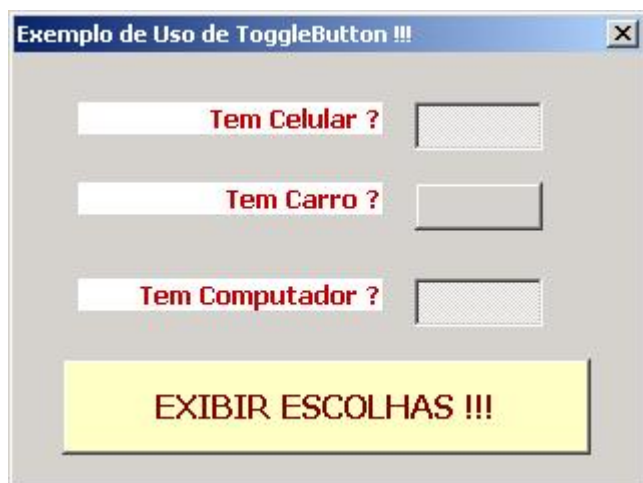 Exemplo de Uso de ToggleButton !!!
Tem Celular ?
Tem Carro ?
Tem Computador ?
EXIBIR ESCOLHAS !!!